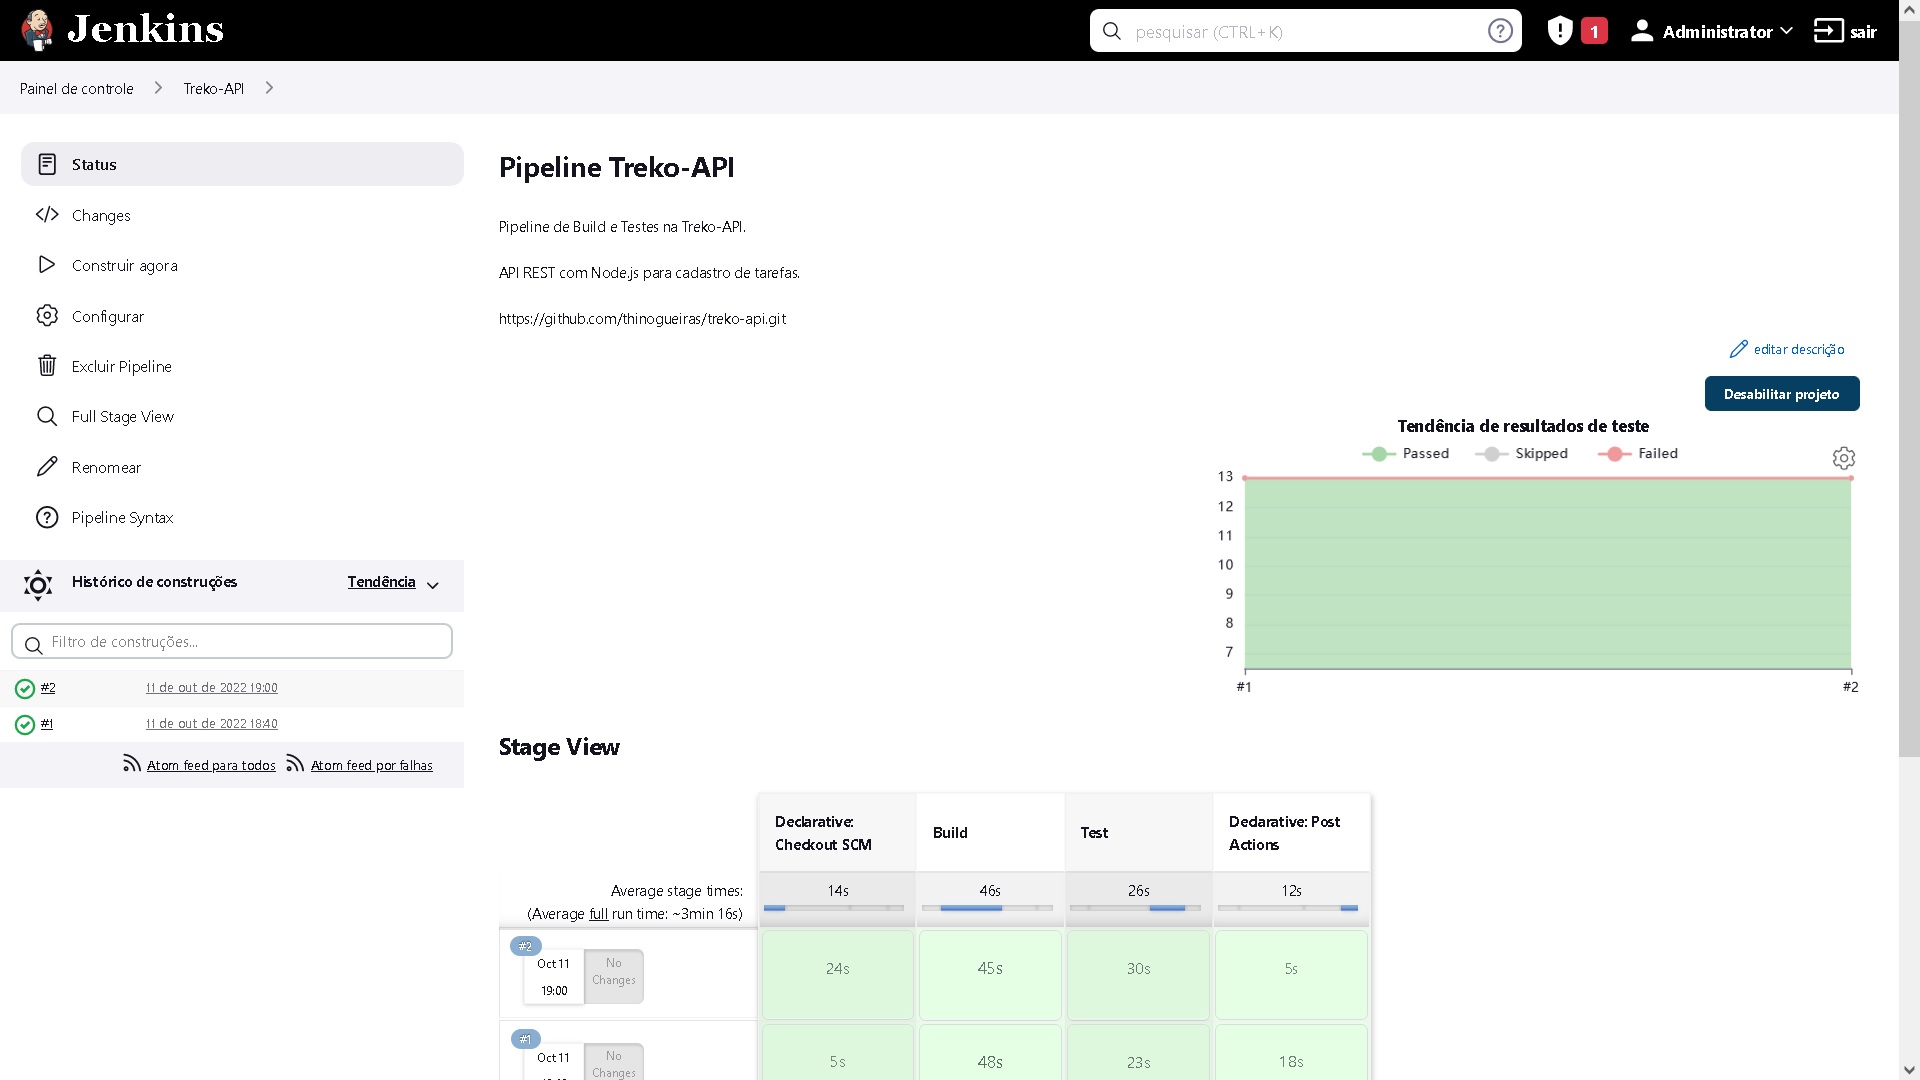 Jenkins
pesquisar (CTRL+K)
1
Administrator
sair
Painel de controle
Treko-API
Status
Changes
Construir agora
Configurar
Excluir Pipeline
Full Stage View
Renomear
Pipeline Syntax
Histórico de construções
Tendência
Filtro de construções...
#2
11 de out de 2022 19:00
#1
11 de out de 2022 18:40
Atom feed para todos
Atom feed por falhas
Pipeline Treko-API
Pipeline de Build e Testes na Treko-API.
API REST com Node.js para cadastro de tarefas.
https://github.com/thinogueiras/treko-api.git
editar descrição
Desabilitar projeto
Tendência de resultados de teste
Passed
Skipped
Failed
13
12
11
10
9
8
7
#1
#2
Stage View
Declarative:
Checkout SCM
Build
Test
Declarative: Post
Actions
Average stage times:
(Average full run time: ~3min 16s)
14s
46s
26s
12s
#2
Oct 11
19:00
No
Changes
24s
45s
30s
5s
#1
Oct 11
No
Changes
5s
48s
23s
18s